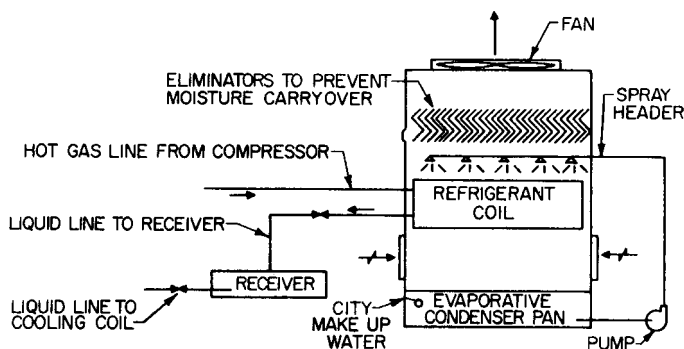 FAN
ELIMINATORS TO PREVENT
MOISTURE CARRYOVER
SPRAY
HEADER
HOT GAS LINE FROM COMPRESSOR
REFRIGERANT
COIL
LIQUID LINE TO RECEIVER
RECEIVER
LIQUID LINE TO
COOLING COIL
CITY
MAKE UP
WATER
EVAPORATIVE
CONDENSER PAN
PUMP